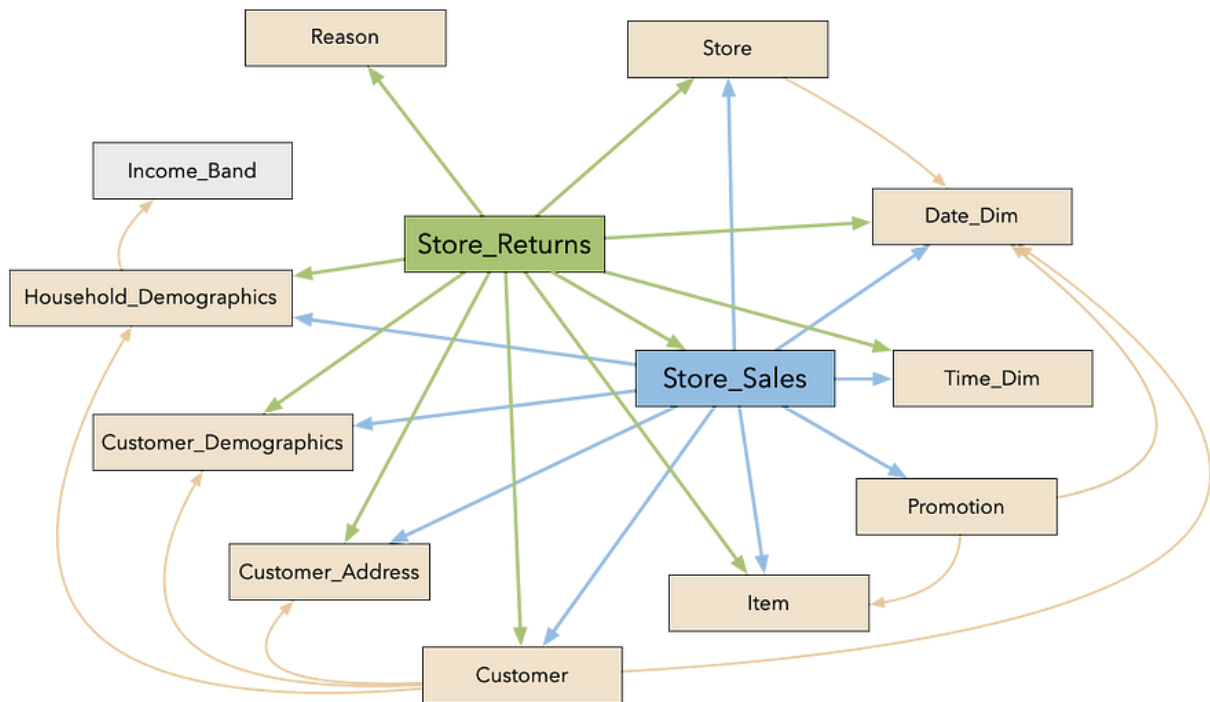 Reason
Store
Income_Band
Date_Dim
Store_Returns
Household_Demographics
Store_Sales
Time_Dim
Customer_Demographics
Promotion
Customer_Address
Item
Customer